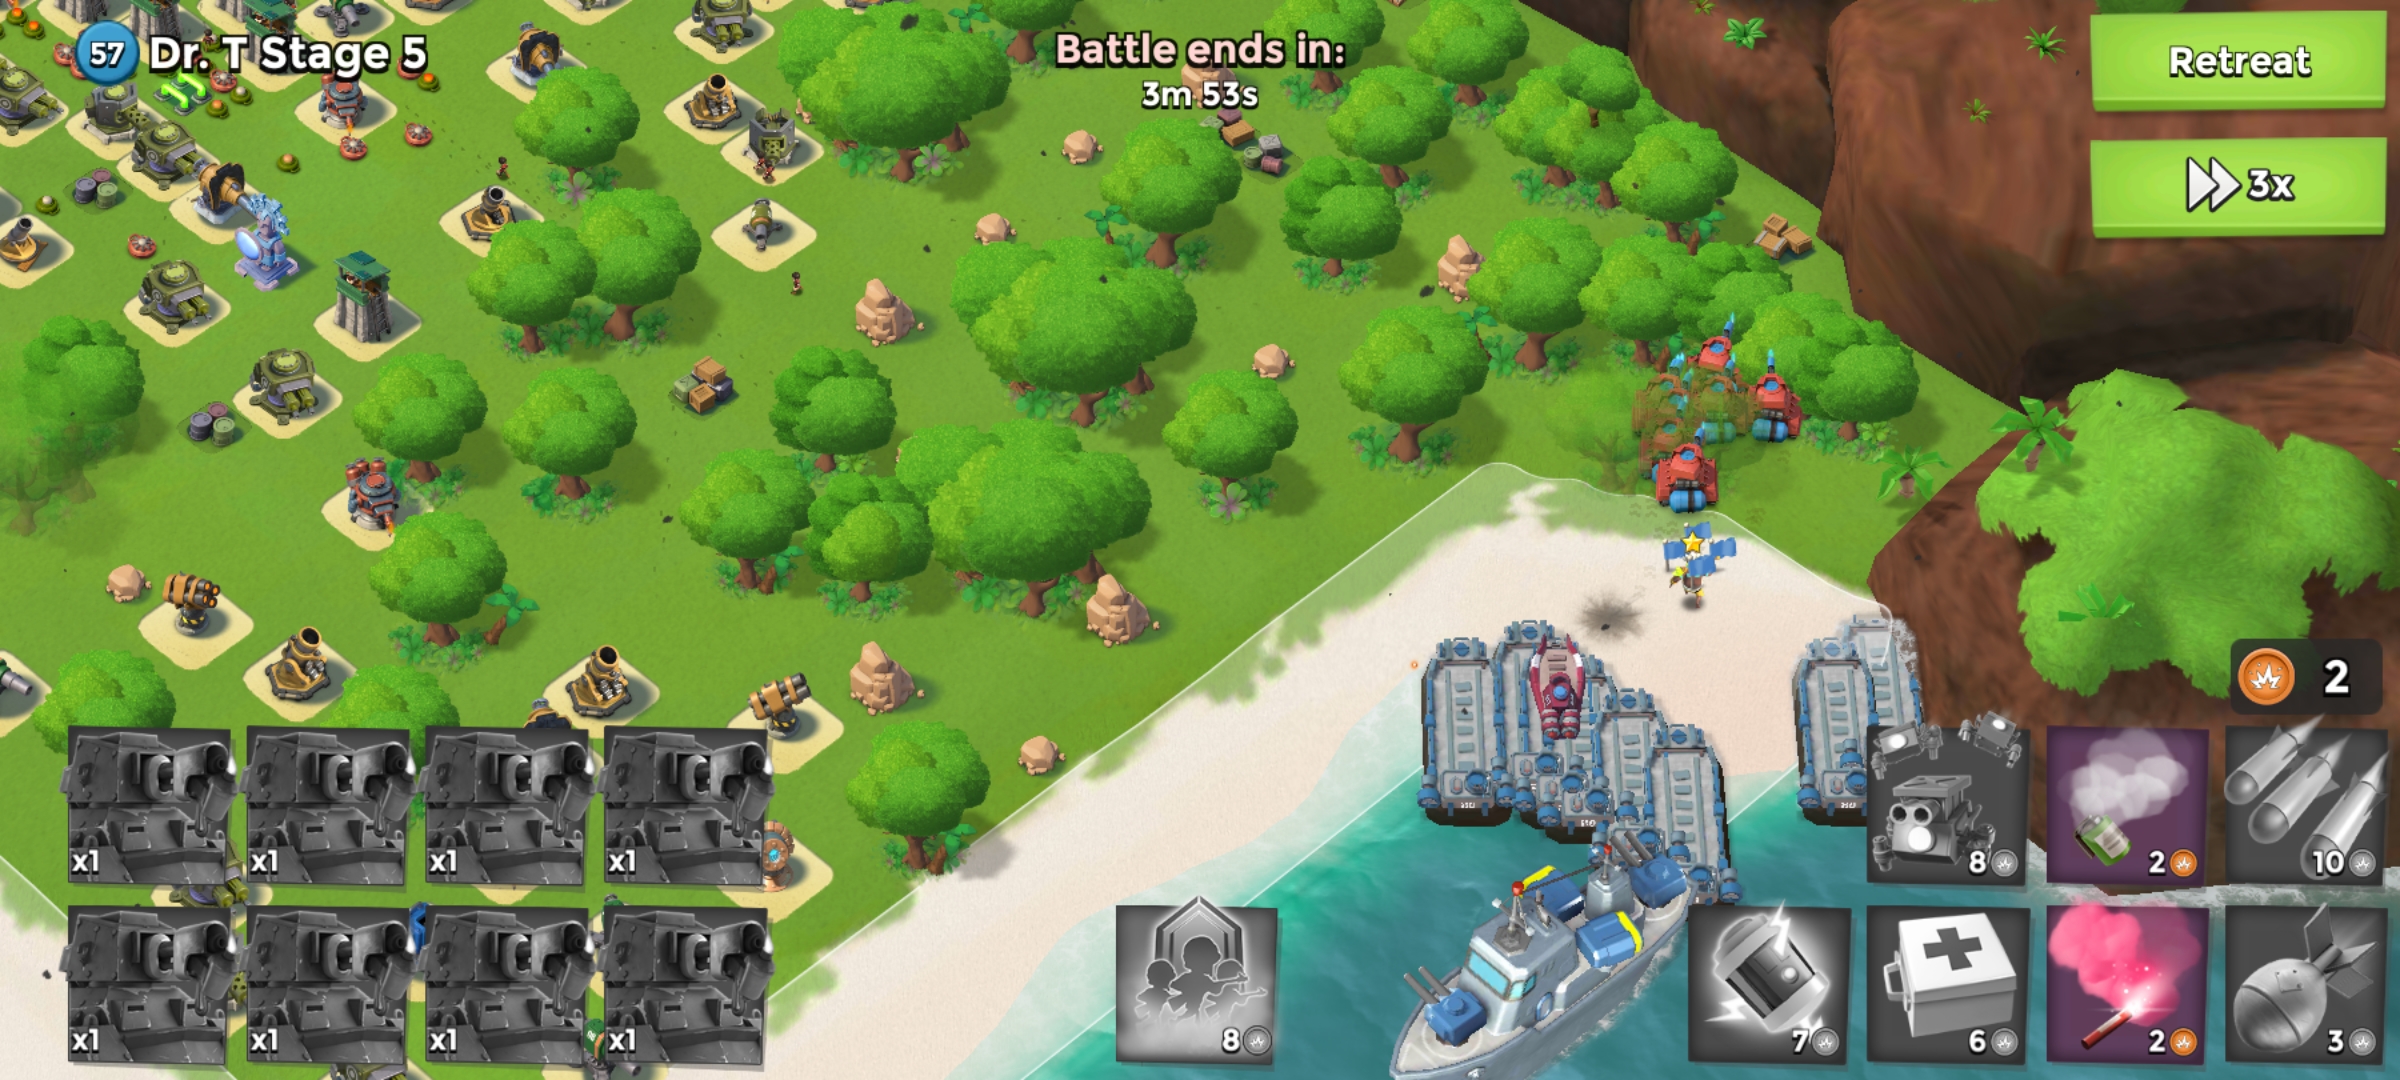 57 Dr. T Stage 5
Battle ends in:
3m 53s
Retreat
3x
2
x1 x1 x1 x1
8 2 10
x1 x1 x1 x1
8 7 6 2 3